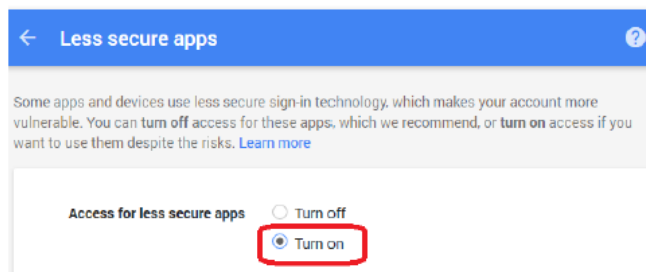 Less secure apps
Some apps and devices use less secure sign-in technology, which makes your account more
vulnerable. You can turn off access for these apps, which we recommend, or turn on access if you
want to use them despite the risks. Learn more
Access for less secure apps Turn off
Turn on